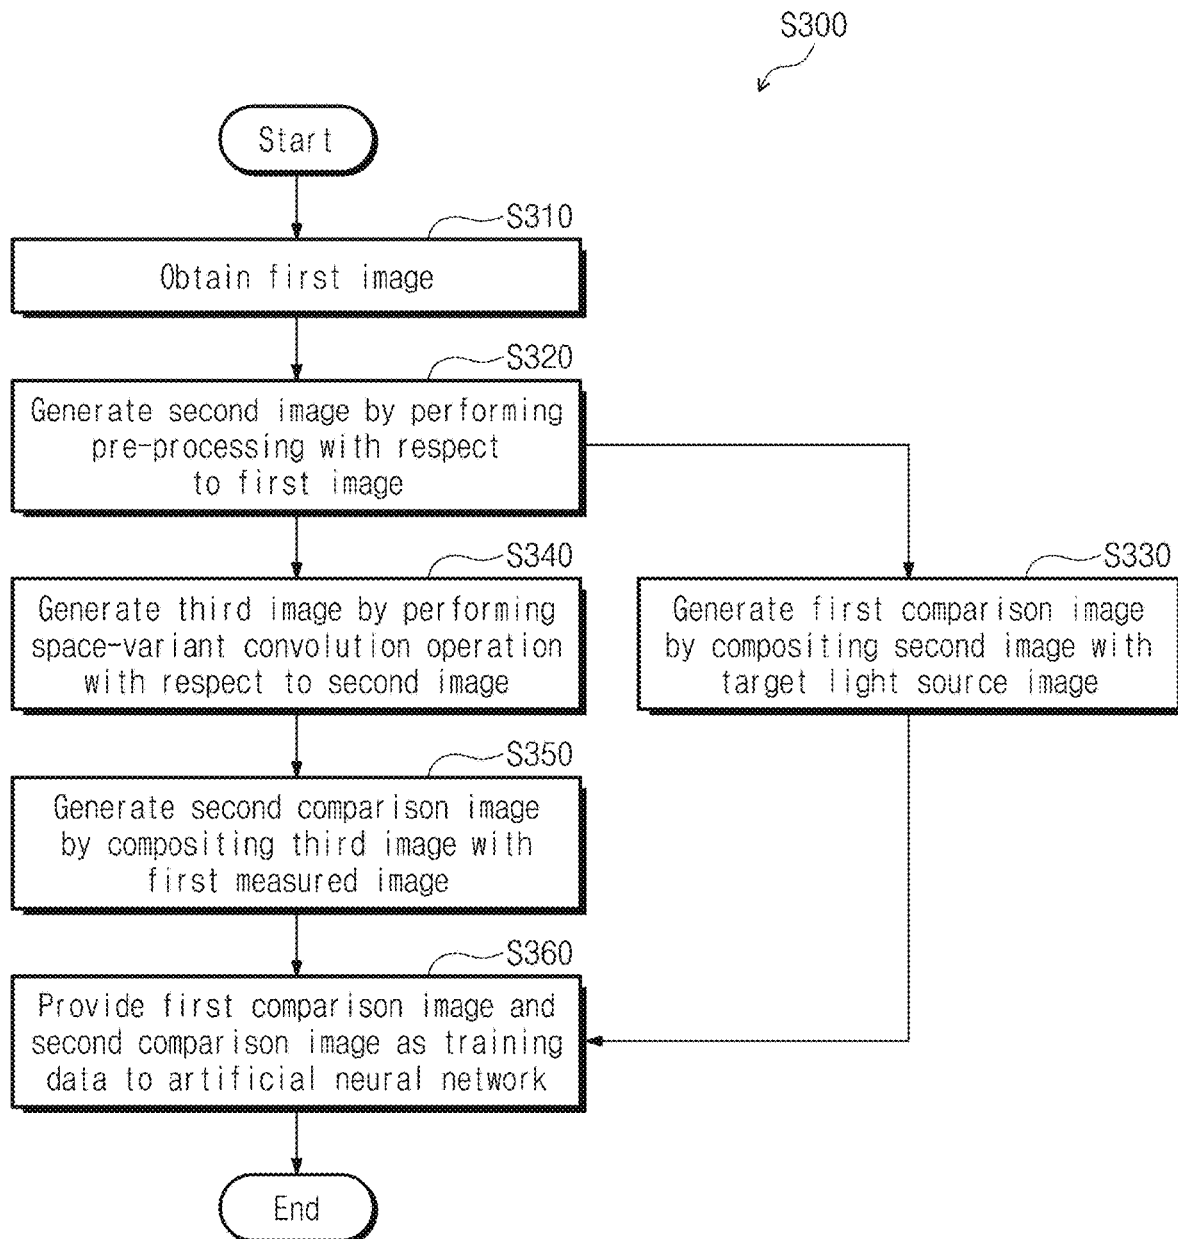 S300
Start
S310
Obtain first image
S320
Generate second image by performing
pre-processing with respect
to first image
S340
Generate third image by performing
space-variant convolution operation
with respect to second image
S330
Generate first comparison image
by compositing second image with
target light source image
S350
Generate second comparison image
by compositing third image with
first measured image
S360
Provide first comparison image and
second comparison image as training
data to artificial neural network
End